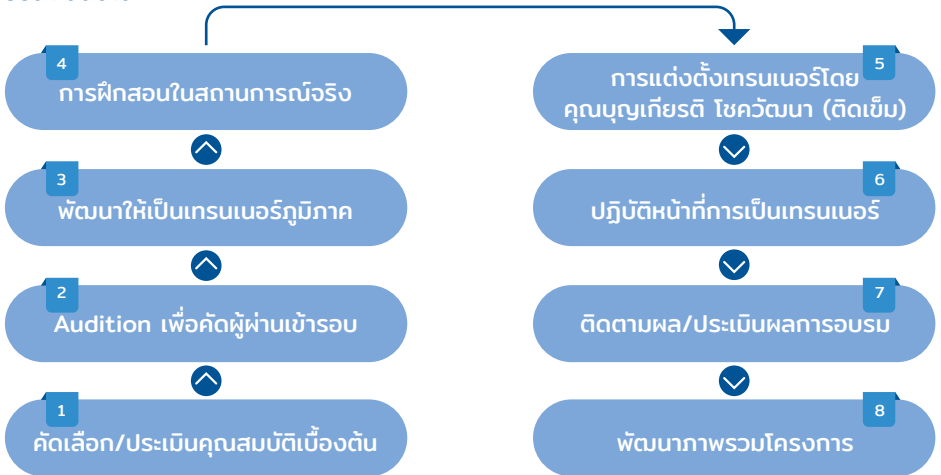 4
การฝึกสอนในสถานการณ์จริง
3
พัฒนาให้เป็นเทรนเนอร์ภูมิภาค
2
Audition เพื่อคัดผู้ผ่านเข้ารอบ
1
คัดเลือก/ประเมินคุณสมบัติเบื้องต้น
5
การแต่งตั้งเทรนเนอร์โดย
คุณบุญเกียรติ โชควัฒนา (ติดเข็ม)
6
ปฏิบัติหน้าที่การเป็นเทรนเนอร์
7
ติดตามผล/ประเมินผลการอบรม
8
พัฒนาภาพรวมโครงการ